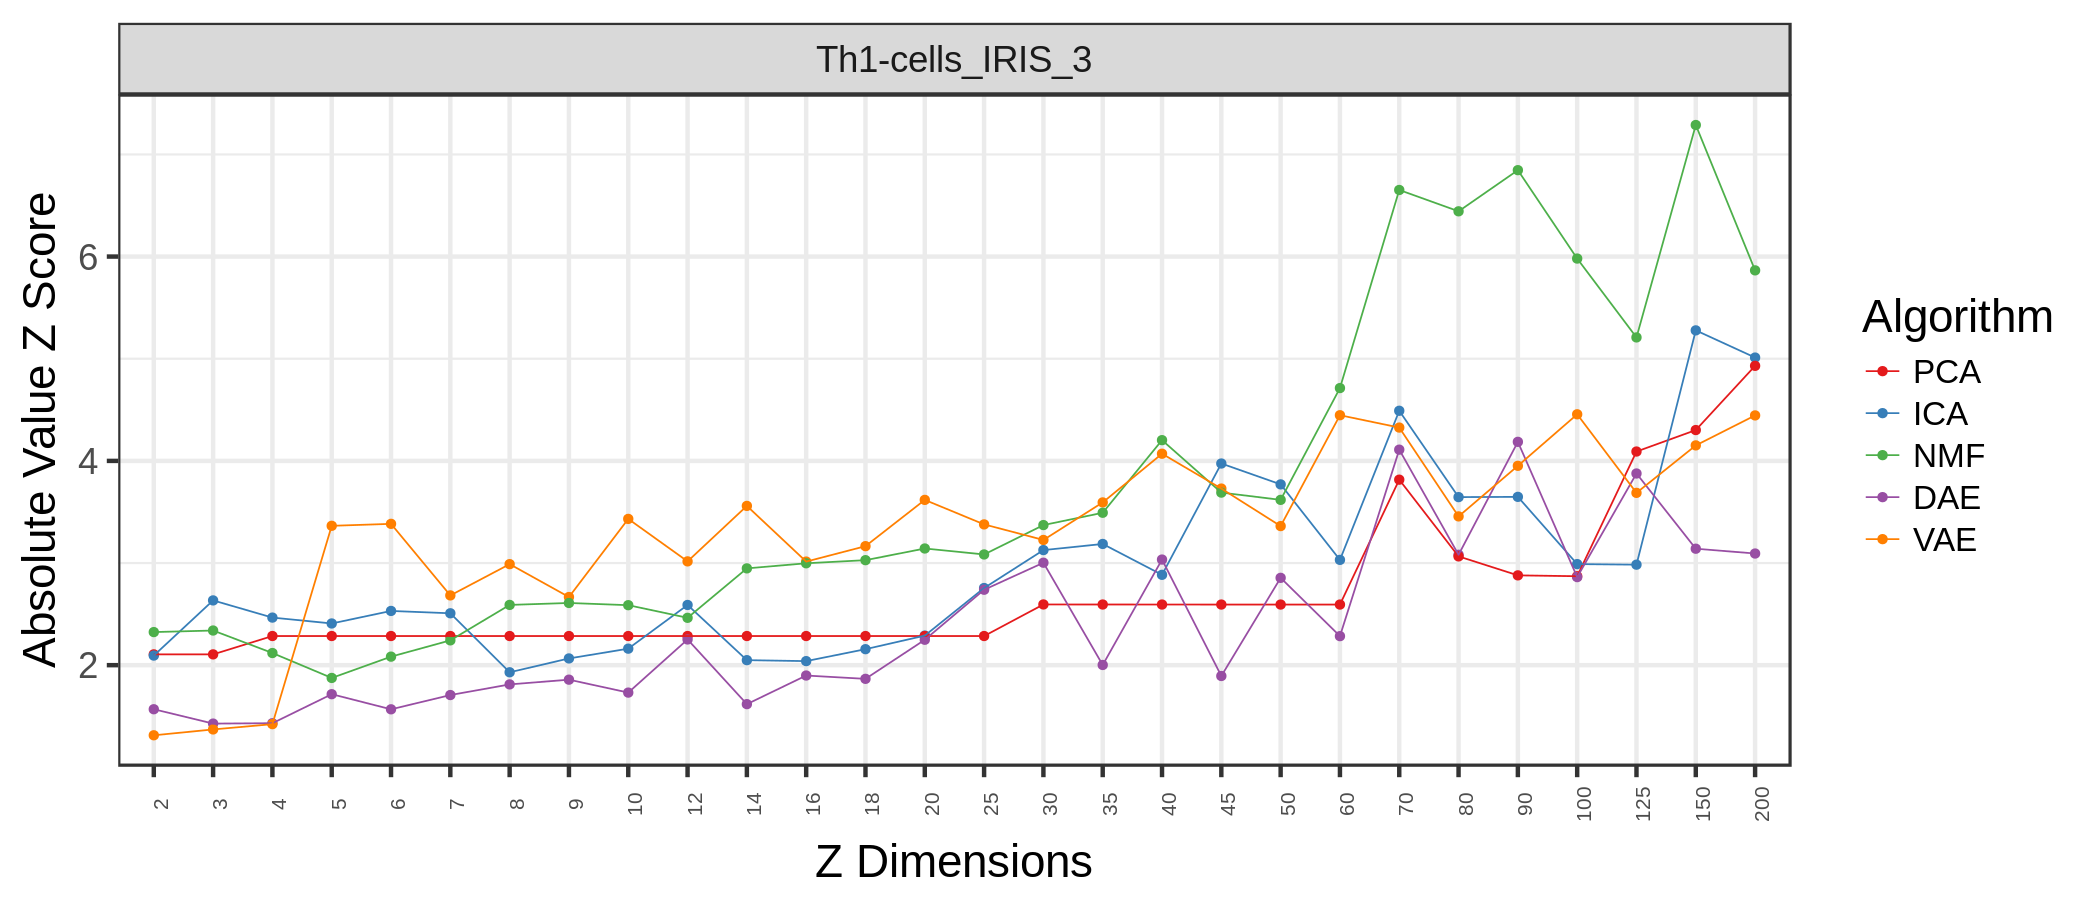 Th1-cells_IRIS_3
Absolute Value Z Score
6
4
2
2 3 4 5 6 7 8 9 10 12 14 16 18 20 25 30 35 40 45 50 60 70 80 90 100 125 150 200
Z Dimensions
Algorithm
PCA
ICA
NMF
DAE
VAE